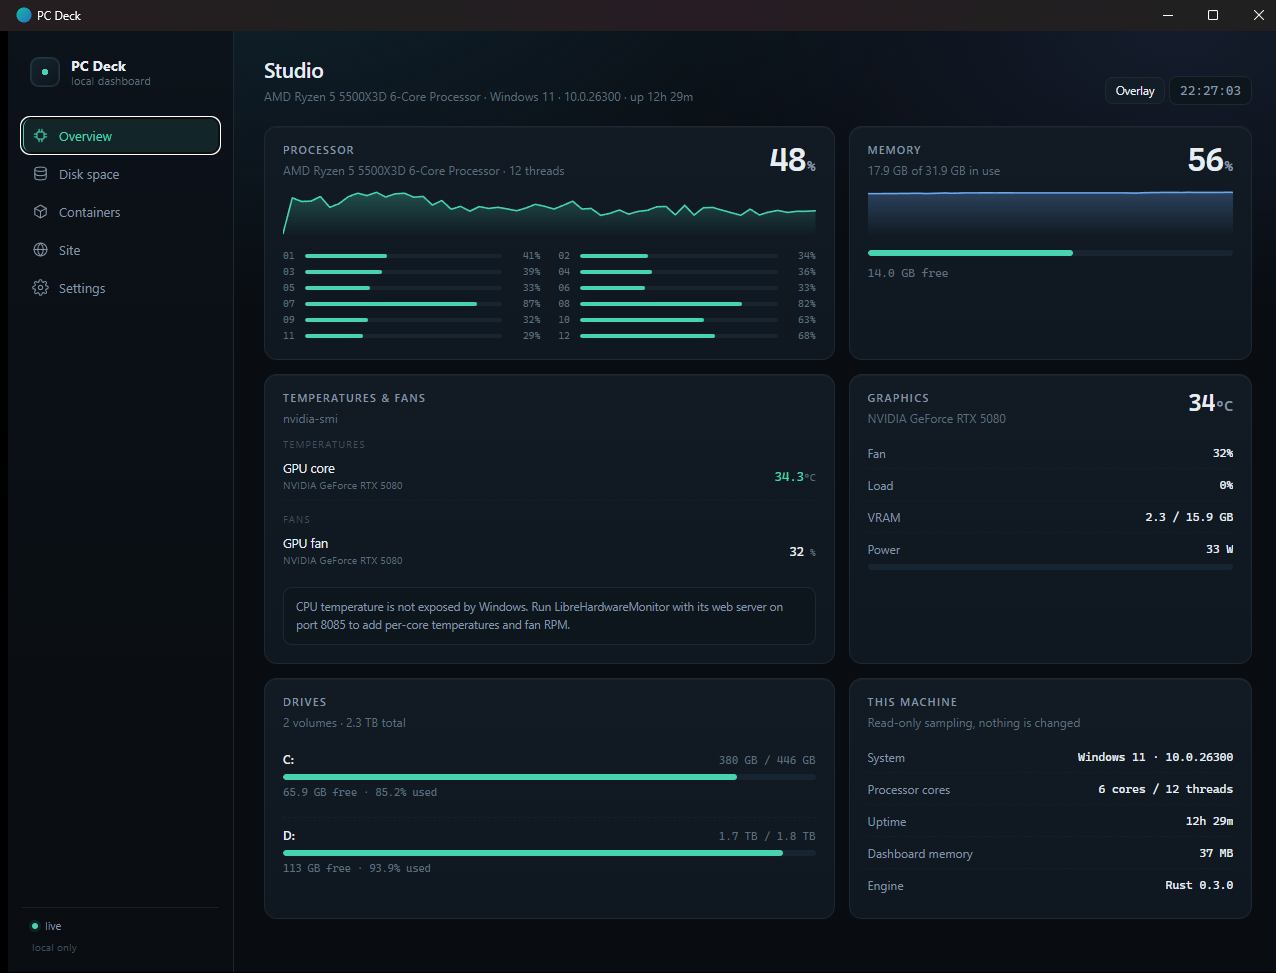 PC Deck
PC Deck
local dashboard
Overview
Disk space
Containers
Site
Settings
live
local only
Studio
AMD Ryzen 5 5500X3D 6-Core Processor · Windows 11 · 10.0.26300 · up 12h 29m
Overlay
22:27:03
PROCESSOR
AMD Ryzen 5 5500X3D 6-Core Processor · 12 threads
48%
01 41% 02 34%
03 39% 04 36%
05 33% 06 33%
07 87% 08 82%
09 32% 10 63%
11 29% 12 68%
MEMORY
17.9 GB of 31.9 GB in use
56%
14.0 GB free
TEMPERATURES & FANS
nvidia-smi
TEMPERATURES
GPU core
NVIDIA GeForce RTX 5080
34.3°C
FANS
GPU fan
NVIDIA GeForce RTX 5080
32 %
CPU temperature is not exposed by Windows. Run LibreHardwareMonitor with its web server on
port 8085 to add per-core temperatures and fan RPM.
GRAPHICS
NVIDIA GeForce RTX 5080
34°C
Fan 32%
Load 0%
VRAM 2.3 / 15.9 GB
Power 33 W
DRIVES
2 volumes · 2.3 TB total
C: 380 GB / 446 GB
65.9 GB free · 85.2% used
D: 1.7 TB / 1.8 TB
113 GB free · 93.9% used
THIS MACHINE
Read-only sampling, nothing is changed
System Windows 11 · 10.0.26300
Processor cores 6 cores / 12 threads
Uptime 12h 29m
Dashboard memory 37 MB
Engine Rust 0.3.0